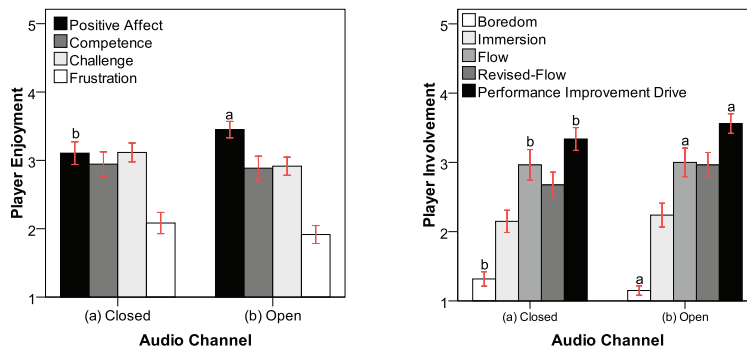 5
4
3
2
1
Player Enjoyment
Positive Affect
Competence
Challenge
Frustration
b
a
(a) Closed
(b) Open
Audio Channel
5
4
3
2
1
Player Involvement
Boredom
Immersion
Flow
Revised-Flow
Performance Improvement Drive
b
b
b
a
a
a
(a) Closed
(b) Open
Audio Channel